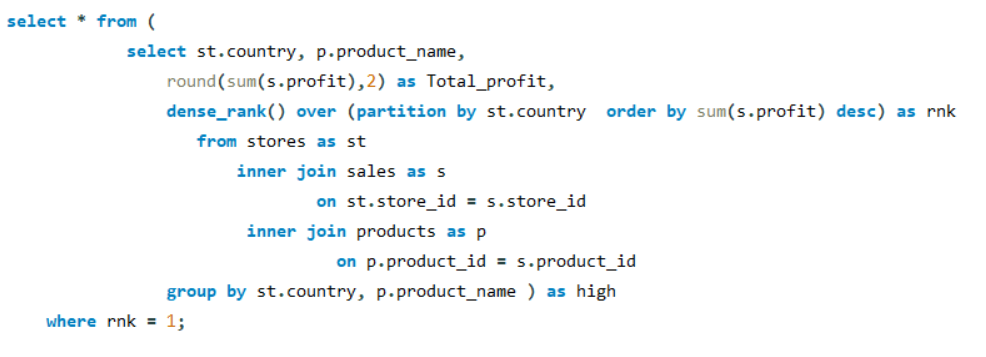 select * from (
select st.country, p.product_name,
round(sum(s.profit),2) as Total_profit,
dense_rank() over (partition by st.country  order by sum(s.profit) desc) as rnk
from stores as st
inner join sales as s
on st.store_id = s.store_id
inner join products as p
on p.product_id = s.product_id
group by st.country, p.product_name ) as high
where rnk = 1;